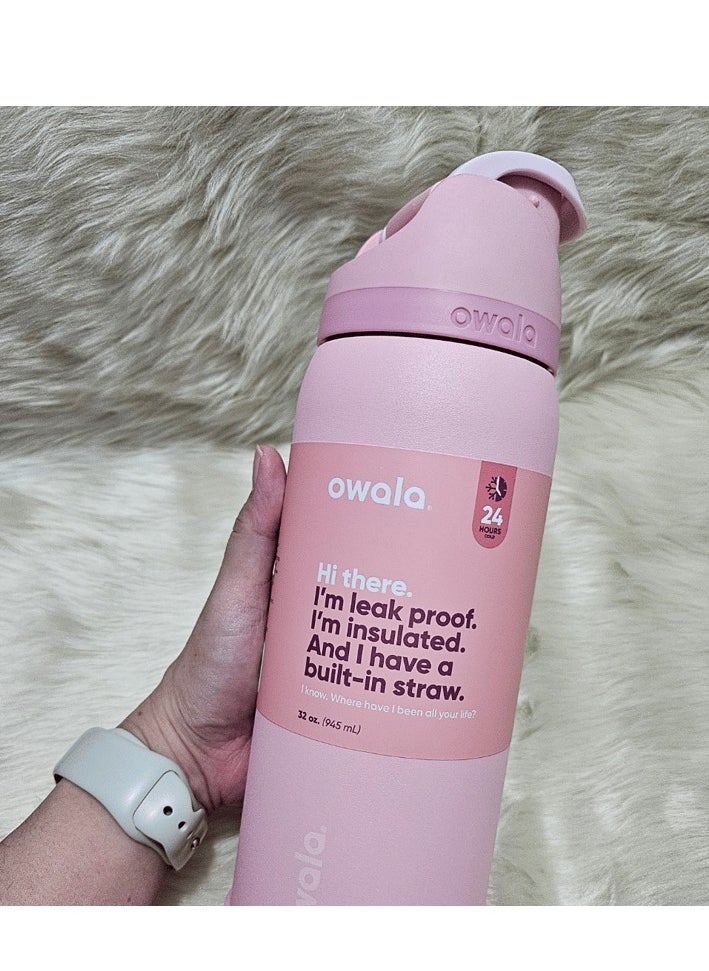 owala
owala
24
HOURS
COLD
Hi there.
I'm leak proof.
I'm insulated.
And I have a
built-in straw.
I know. Where have I been all your life?
32 oz. (945 mL)